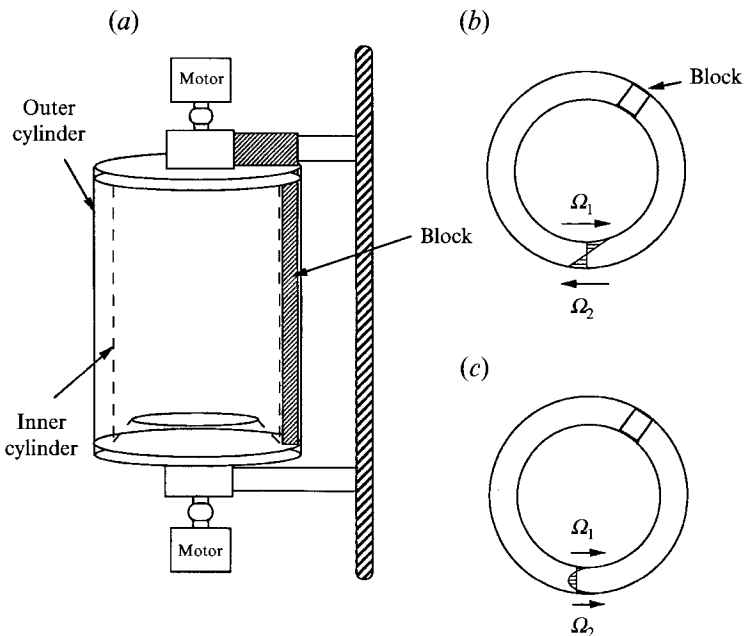 (a)
Motor
Outer
cylinder
Block
Inner
cylinder
Motor
(b)
Block
Ω1
Ω2
(c)
Ω1
Ω2